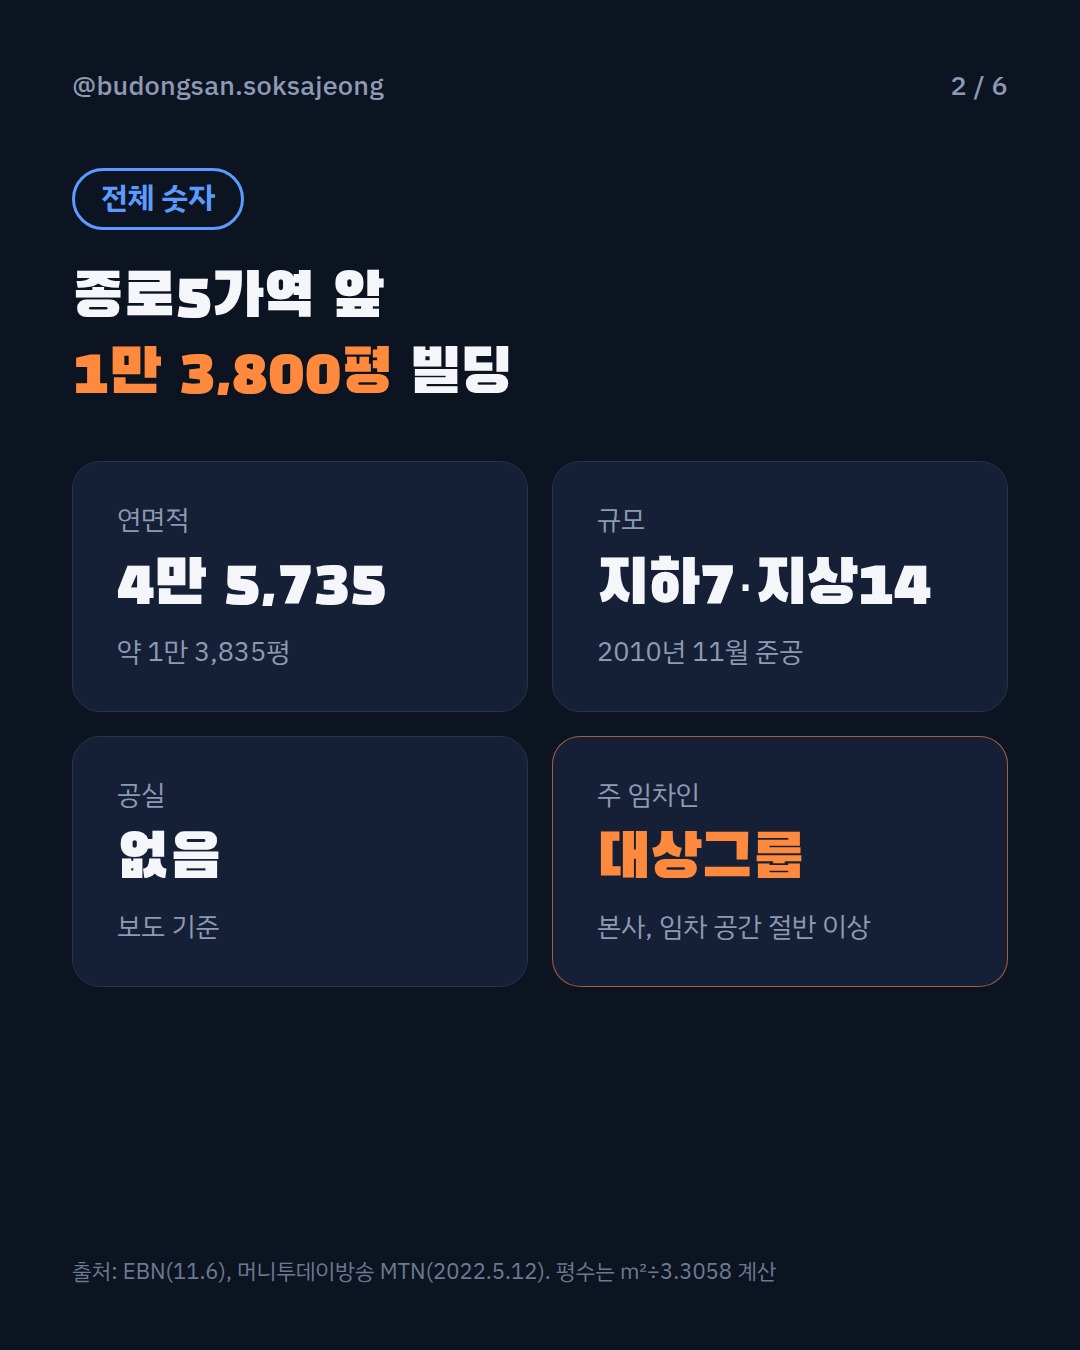 @budongsan.soksajeong
2 / 6
전체 숫자
종로5가역 앞
1만 3,800평 빌딩
연면적
4만 5,735
약 1만 3,835평
규모
지하7·지상14
2010년 11월 준공
공실
없음
보도 기준
주 임차인
대상그룹
본사, 임차 공간 절반 이상
출처: EBN(11.6), 머니투데이방송 MTN(2022.5.12). 평수는 m²÷3.3058 계산